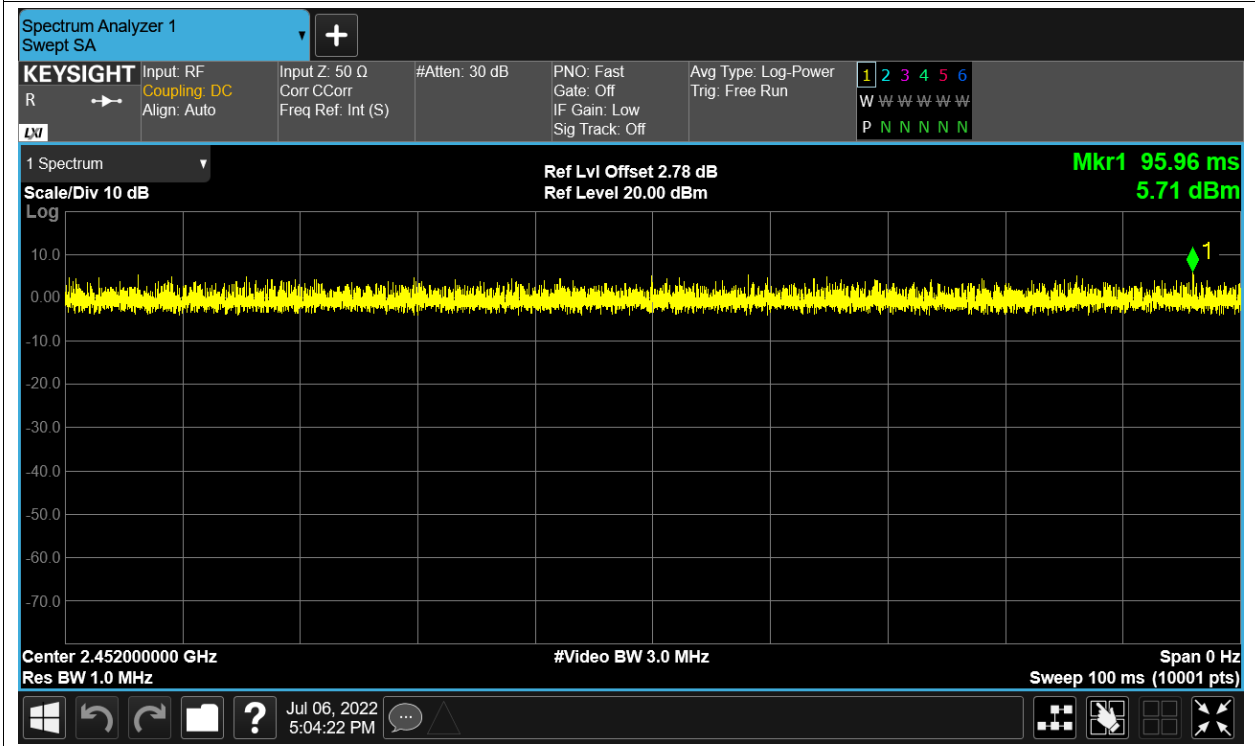 Spectrum Analyzer 1
Swept SA
+
KEYSIGHT
R
LXI
Input: RF
Coupling: DC
Align: Auto
Input Z: 50 Ω
Corr CCorr
Freq Ref: Int (S)
#Atten: 30 dB
PNO: Fast
Gate: Off
IF Gain: Low
Sig Track: Off
Avg Type: Log-Power
Trig: Free Run
1 2 3 4 5 6
W W W W W W
P N N N N N
1 Spectrum
Scale/Div 10 dB
Ref Lvl Offset 2.78 dB
Ref Level 20.00 dBm
Mkr1 95.96 ms
5.71 dBm
Log
10.0
0.00
-10.0
-20.0
-30.0
-40.0
-50.0
-60.0
-70.0
1
Center 2.452000000 GHz
Res BW 1.0 MHz
#Video BW 3.0 MHz
Span 0 Hz
Sweep 100 ms (10001 pts)
?
Jul 06, 2022
5:04:22 PM